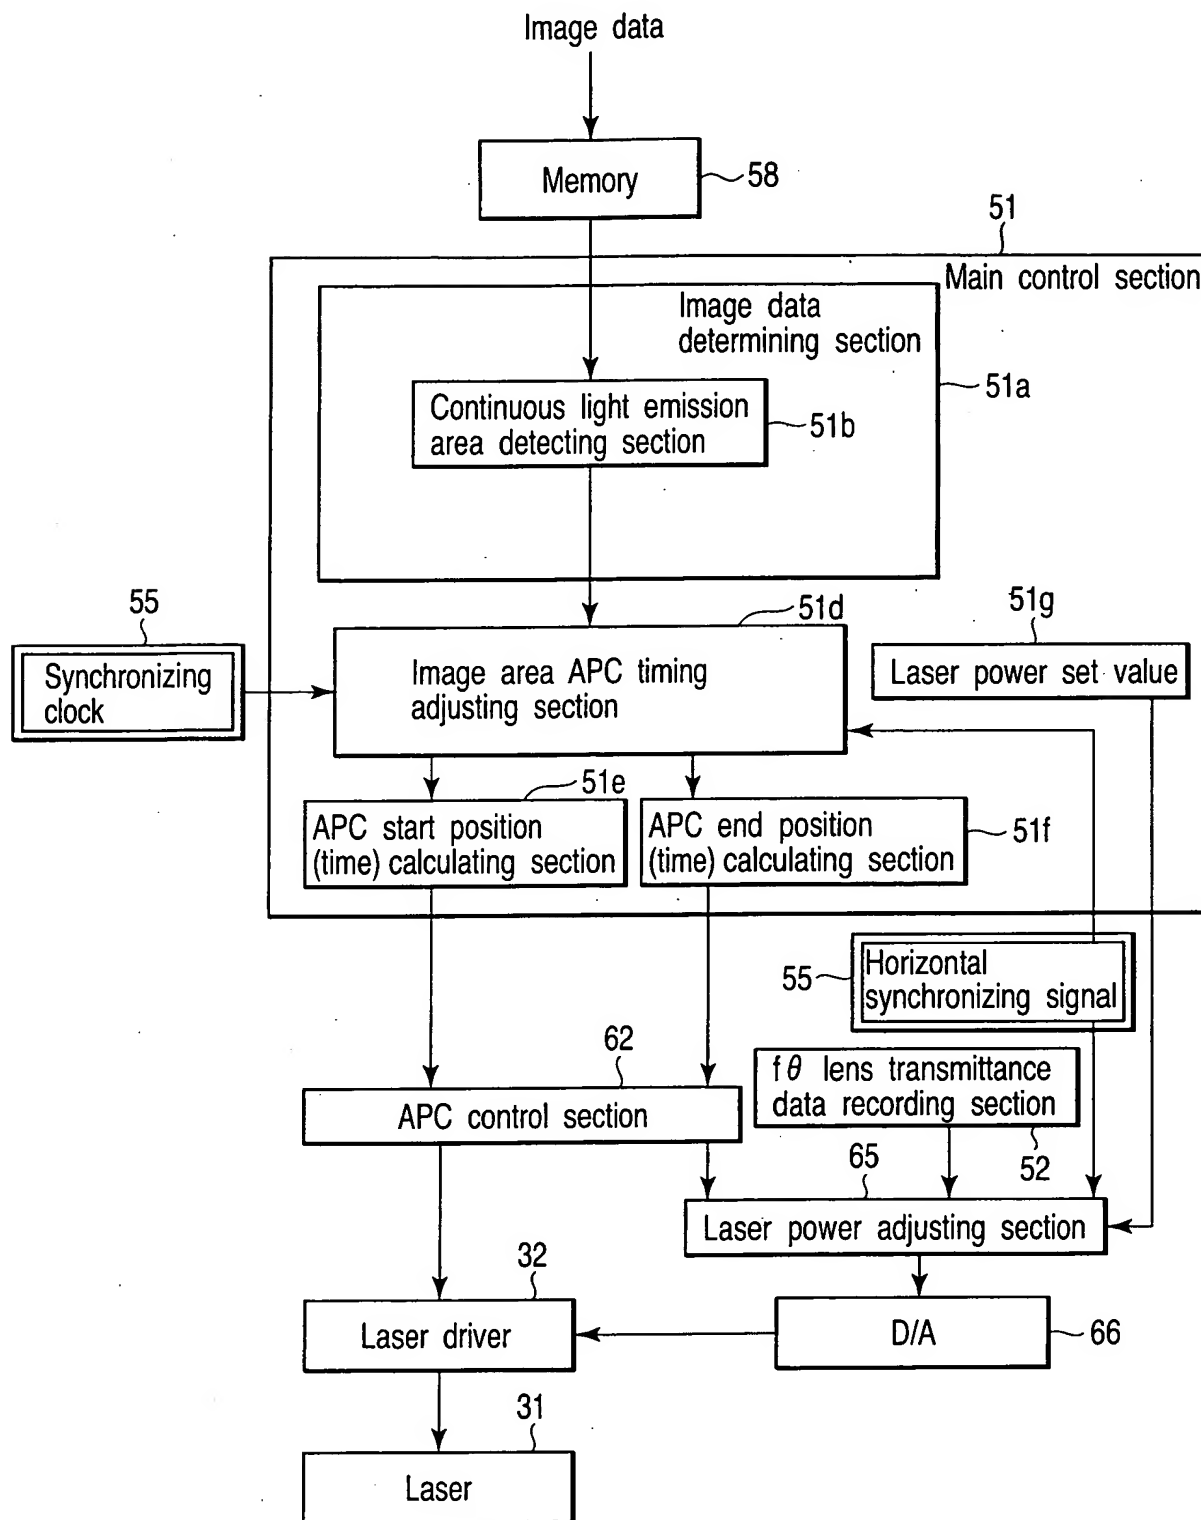 Image data
Memory
58
51
Main control section
Image data
determining section
51a
Continuous light emission
area detecting section
51b
55
Synchronizing
clock
51d
Image area APC timing
adjusting section
51g
Laser power set value
51e
APC start position
(time) calculating section
APC end position
(time) calculating section
51f
55
Horizontal
synchronizing signal
62
APC control section
fθ lens transmittance
data recording section
52
65
Laser power adjusting section
32
Laser driver
D/A
66
31
Laser